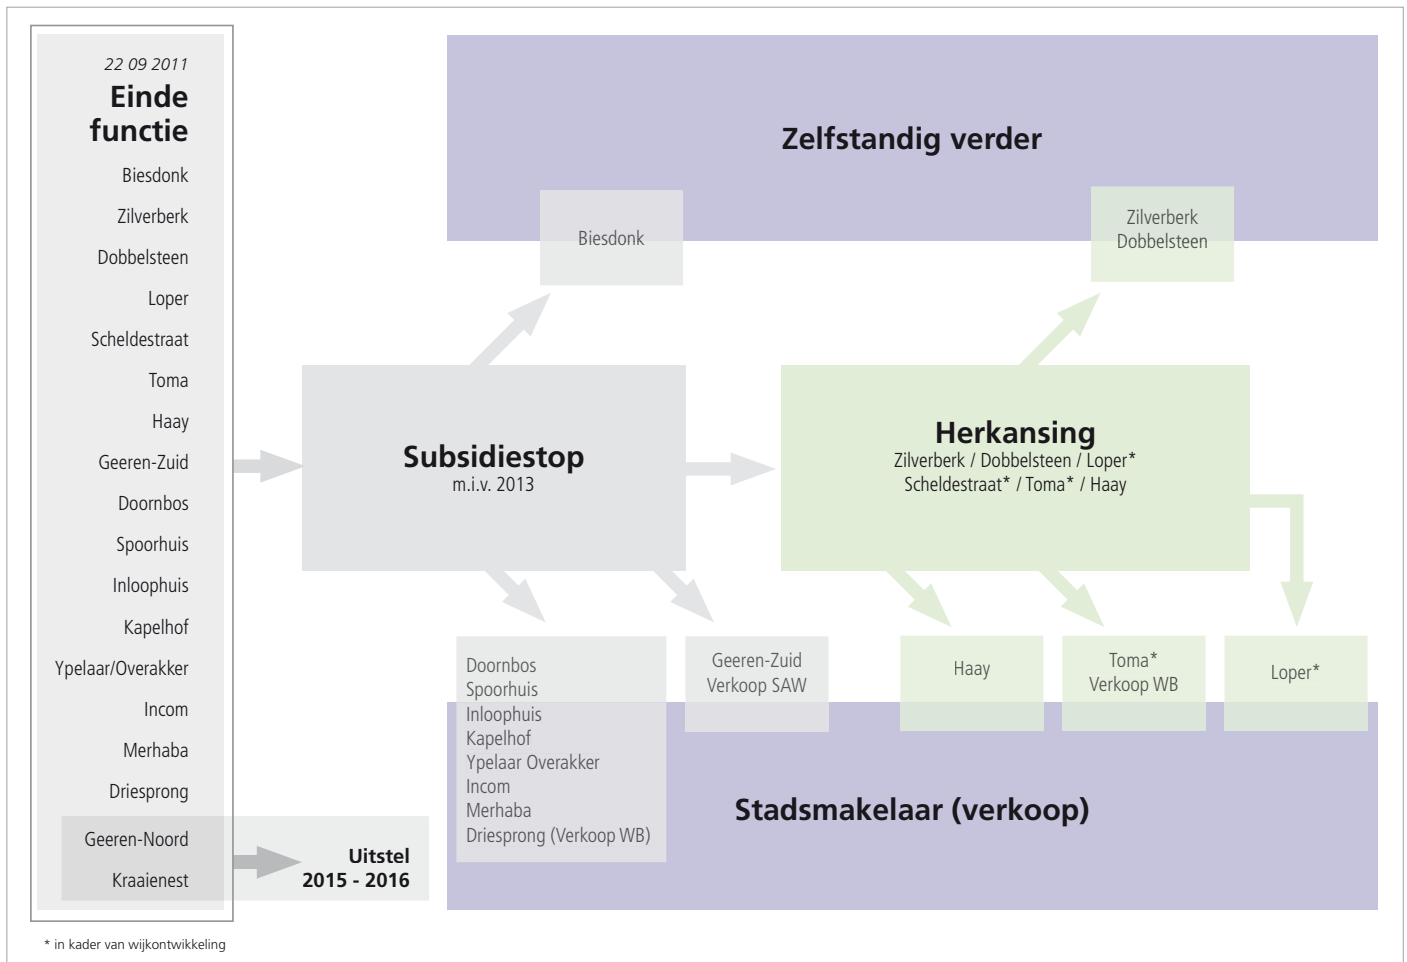 22 09 2011
Einde
functie
Biesdonk
Zilverberk
Dobbelsteen
Loper
Scheldestraat
Toma
Haay
Geeren-Zuid
Doornbos
Spoorhuis
Inloophuis
Kapelhof
Ypelaar/Overakker
Incom
Merhaba
Driesprong
Geeren-Noord
Kraaienest
Uitstel
2015 - 2016
Zelfstandig verder
Biesdonk
Zilverberk
Dobbelsteen
Subsidiestop
m.i.v. 2013
Herkansing
Zilverberk / Dobbelsteen / Loper*
Scheldestraat* / Toma* / Haay
Doornbos
Spoorhuis
Inloophuis
Kapelhof
Ypelaar Overakker
Incom
Merhaba
Driesprong (Verkoop WB)
Geeren-Zuid
Verkoop SAW
Haay
Toma*
Verkoop WB
Loper*
Stadsmakelaar (verkoop)
* in kader van wijkontwikkeling